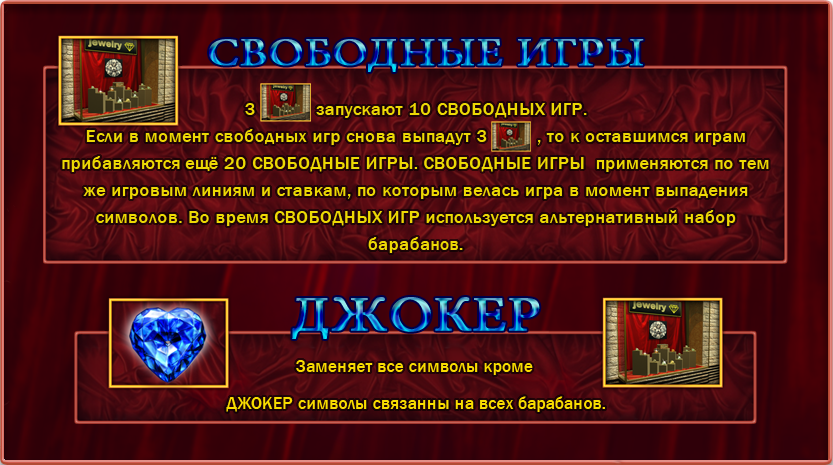 jewelry
СВОБОДНЫЕ ИГРЫ
3 запускают 10 СВОБОДНЫХ ИГР.
Если в момент свободных игр снова выпадут 3 , то к оставшимся играм
прибавляются ещё 20 СВОБОДНЫЕ ИГРЫ. СВОБОДНЫЕ ИГРЫ применяются по тем
же игровым линиям и ставкам, по которым велась игра в момент выпадения
символов. Во время СВОБОДНЫХ ИГР используется альтернативный набор
барабанов.
ДЖОКЕР
jewelry
Заменяет все символы кроме
ДЖОКЕР символы связанны на всех барабанов.